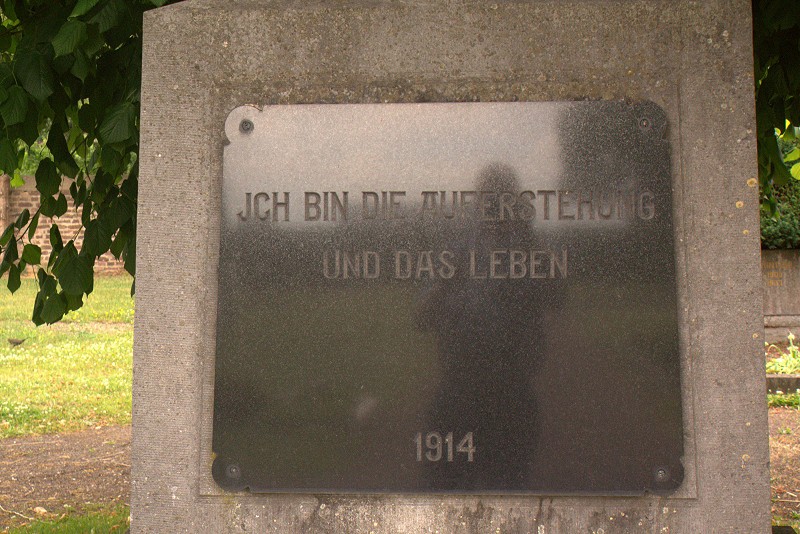 JCH BIN DIE AUFERSTEHUNG
UND DAS LEBEN
1914